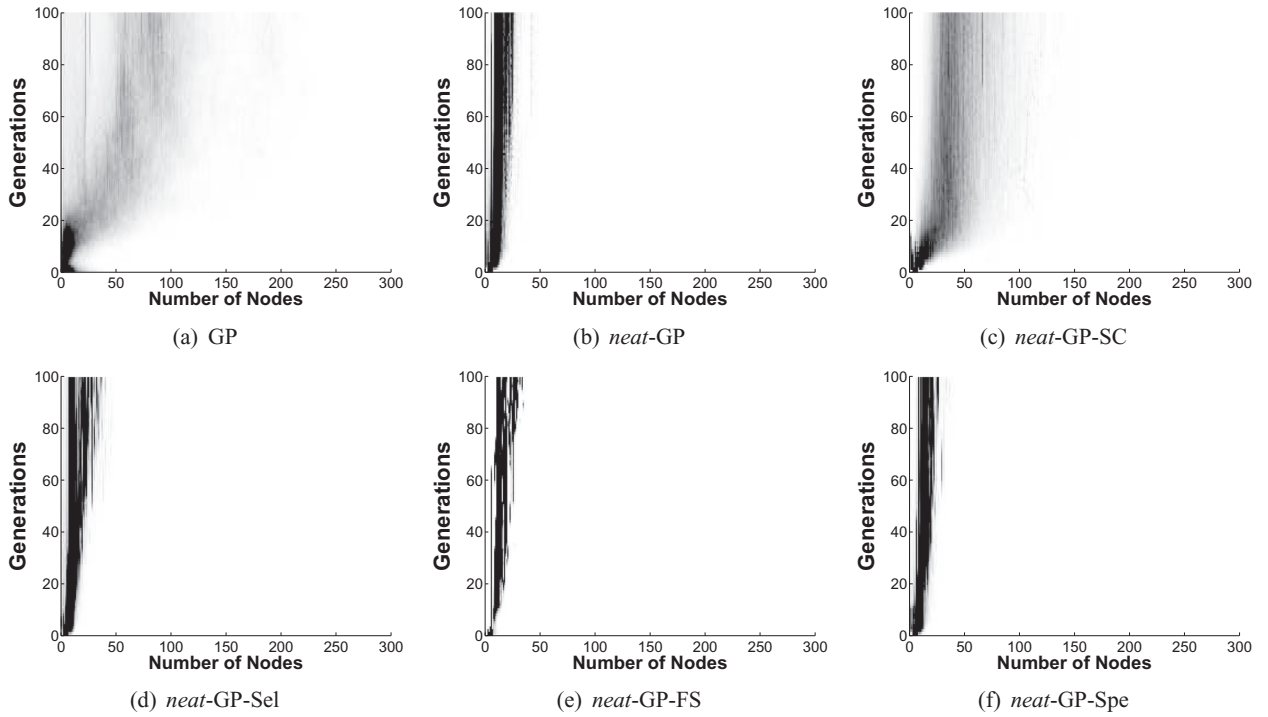 Generations
100
80
60
40
20
0
0 50 100 150 200 250 300
Number of Nodes
(a) GP
Generations
100
80
60
40
20
0
0 50 100 150 200 250 300
Number of Nodes
(b) neat-GP
Generations
100
80
60
40
20
0
0 50 100 150 200 250 300
Number of Nodes
(c) neat-GP-SC
Generations
100
80
60
40
20
0
0 50 100 150 200 250 300
Number of Nodes
(d) neat-GP-Sel
Generations
100
80
60
40
20
0
0 50 100 150 200 250 300
Number of Nodes
(e) neat-GP-FS
Generations
100
80
60
40
20
0
0 50 100 150 200 250 300
Number of Nodes
(f) neat-GP-Spe